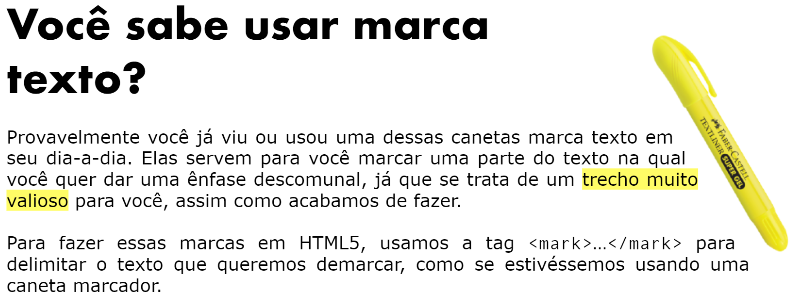 Você sabe usar marca
texto?
Provavelmente você já viu ou usou uma dessas canetas marca texto em
seu dia-a-dia. Elas servem para você marcar uma parte do texto na qual
você quer dar uma ênfase descomunal, já que se trata de um trecho muito
valioso para você, assim como acabamos de fazer.
Para fazer essas marcas em HTML5, usamos a tag <mark>…</mark> para
delimitar o texto que queremos demarcar, como se estivéssemos usando uma
caneta marcador.
FABER-CASTELL
TEXTLINER SUPER GEL